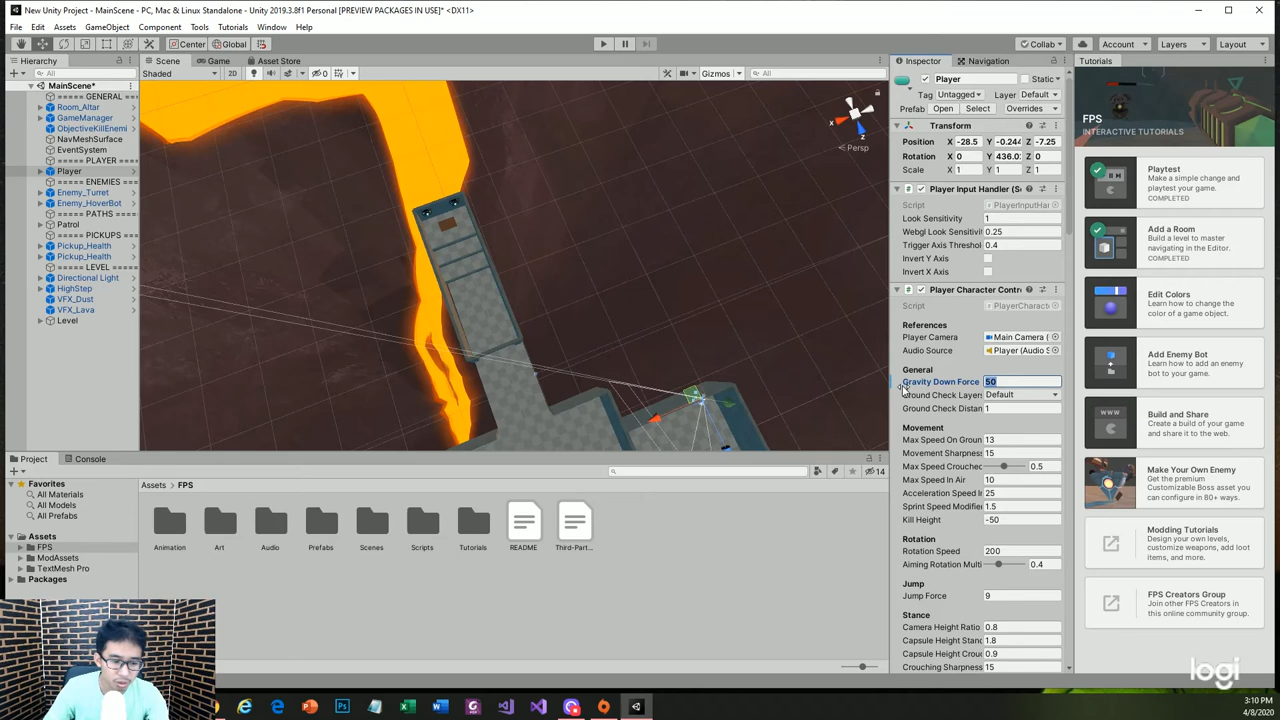 New Unity Project - MainScene - PC, Mac & Linux Standalone - Unity 2019.3.8f1 Personal [PREVIEW PACKAGES IN USE]* <DX11>
File Edit Assets GameObject Component Tools Tutorials Window Help
Center Global Collab Account Layers Layout
Hierarchy
All
MainScene*
===== GENERAL =
Room_Altar
GameManager
ObjectiveKillEnemi
NavMeshSurface
EventSystem
===== PLAYER ==
Player
===== ENEMIES =
Enemy_Turret
Enemy_HoverBot
===== PATHS ==
Patrol
===== PICKUPS =
Pickup_Health
Pickup_Health
===== LEVEL ===
Directional Light
HighStep
VFX_Dust
VFX_Lava
Level
Scene Game Asset Store
Shaded 2D 0 Gizmos All
x
z
Persp
Project Console
14
Favorites
All Materials
All Models
All Prefabs
Assets
FPS
ModAssets
TextMesh Pro
Packages
Assets > FPS
Animation Art Audio Prefabs Scenes Scripts Tutorials README Third-Part...
Inspector Navigation
Player Static
Tag Untagged Layer Default
Prefab Open Select Overrides
Transform
Position X -28.5 Y -0.244 Z -7.25
Rotation X 0 Y 436.0 Z 0
Scale X 1 Y 1 Z 1
Player Input Handler (S
Script PlayerInputHan
Look Sensitivity 1
Webgl Look Sensitivi 0.25
Trigger Axis Threshol 0.4
Invert Y Axis
Invert X Axis
Player Character Contr
Script PlayerCharacte
References
Player Camera Main Camera (
Audio Source Player (Audio S
General
Gravity Down Force 50
Ground Check Layers Default
Ground Check Distan 1
Movement
Max Speed On Groun 13
Movement Sharpnes 15
Max Speed Crouched 0.5
Max Speed In Air 10
Acceleration Speed I 25
Sprint Speed Modifie 1.5
Kill Height -50
Rotation
Rotation Speed 200
Aiming Rotation Multi 0.4
Jump
Jump Force 9
Stance
Camera Height Ratio 0.8
Capsule Height Stan 1.8
Capsule Height Crou 0.9
Crouching Sharpness 15
Tutorials
FPS
INTERACTIVE TUTORIALS
Playtest
Make a simple change and
playtest your game.
COMPLETED
Add a Room
Build a level to master
navigating in the Editor.
COMPLETED
Edit Colors
Learn how to change the
color of a game object.
Add Enemy Bot
Learn how to add an enemy
bot to your game.
WWW
Build and Share
Create a build of your game
and share it to the web.
Make Your Own Enemy
Get the premium
Customizable Boss asset you
can configure in 80+ ways.
Modding Tutorials
Design your own levels,
customize weapons, add loot
items, and more.
FPS Creators Group
Join other FPS Creators in
this online community group.
logi
3:10 PM
4/8/2020